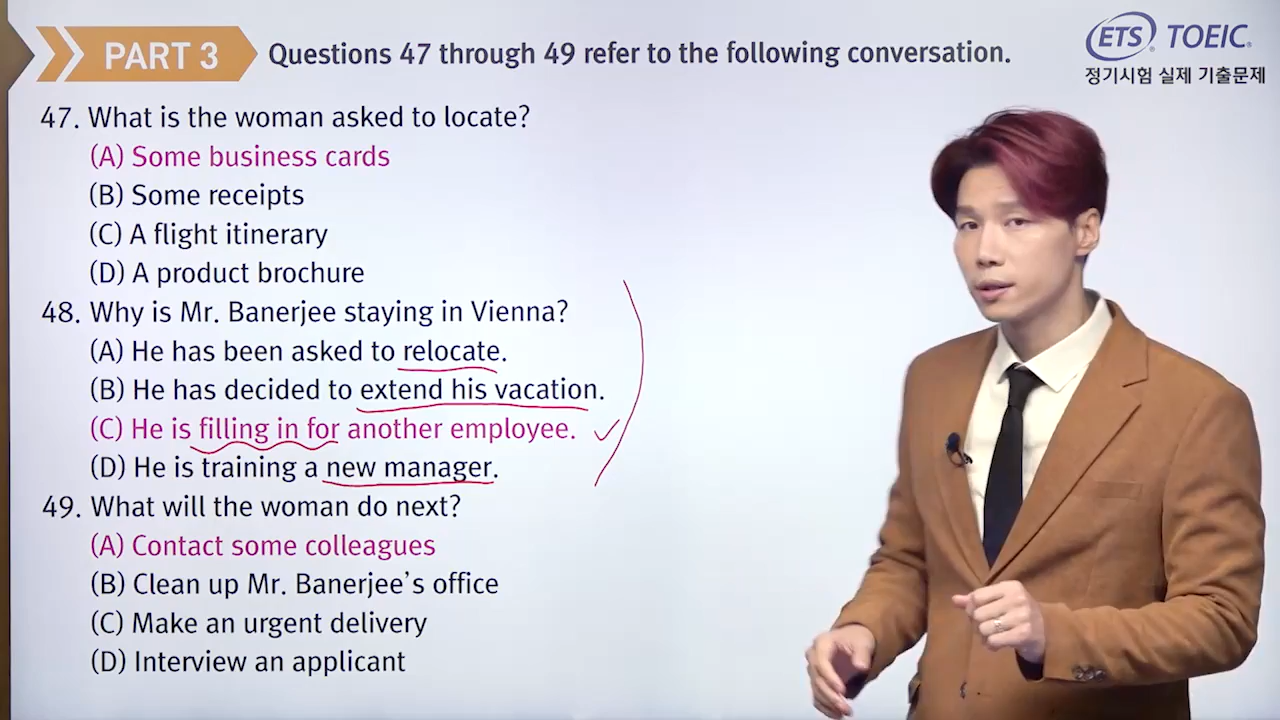 PART 3
Questions 47 through 49 refer to the following conversation.
ETS TOEIC
정기시험 실제 기출문제
47. What is the woman asked to locate?
(A) Some business cards
(B) Some receipts
(C) A flight itinerary
(D) A product brochure
48. Why is Mr. Banerjee staying in Vienna?
(A) He has been asked to relocate.
(B) He has decided to extend his vacation.
(C) He is filling in for another employee.
(D) He is training a new manager.
49. What will the woman do next?
(A) Contact some colleagues
(B) Clean up Mr. Banerjee's office
(C) Make an urgent delivery
(D) Interview an applicant